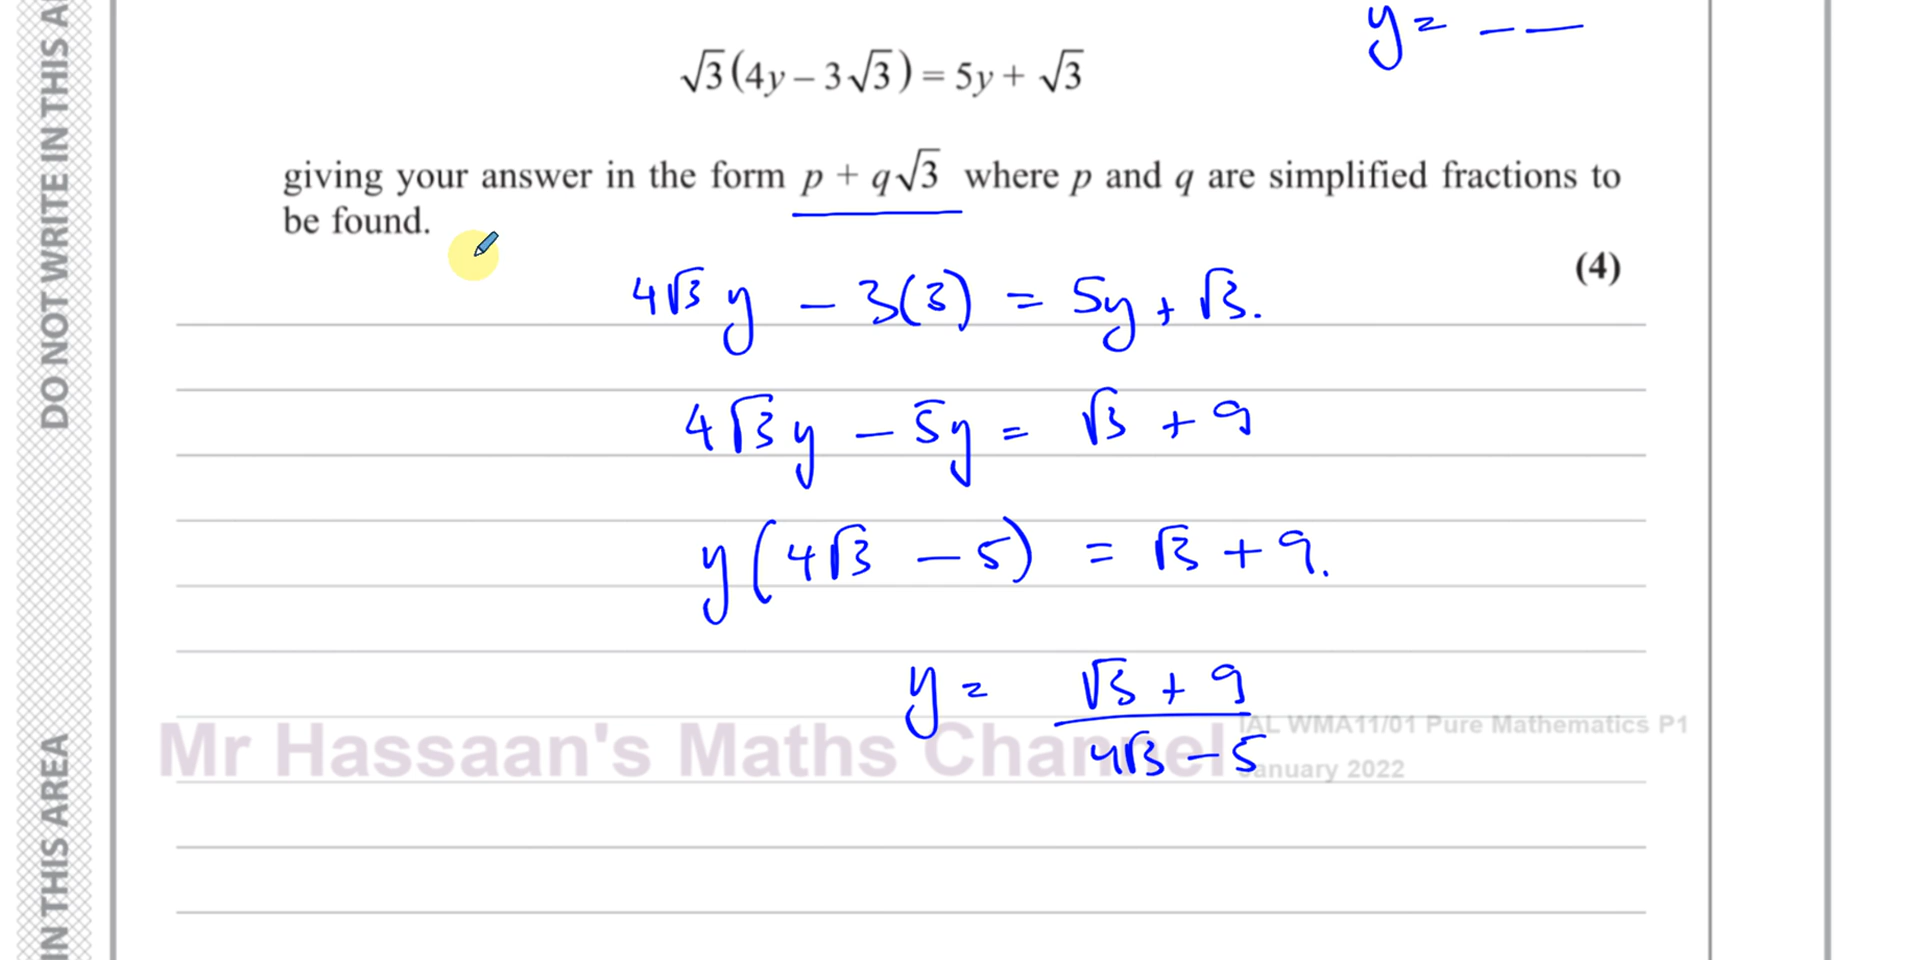 y = – —
√3(4y – 3√3) = 5y + √3
giving your answer in the form p + q√3 where p and q are simplified fractions to
be found.
(4)
4√3 y – 3(3) = 5y + √3.
4√3 y – 5y = √3 + 9
y(4√3 – 5) = √3 + 9.
y = √3 + 9
4√3 – 5
Mr Hassaan's Maths Channel
IAL WMA11/01 Pure Mathematics P1
January 2022
DO NOT WRITE IN THIS A
IN THIS AREA